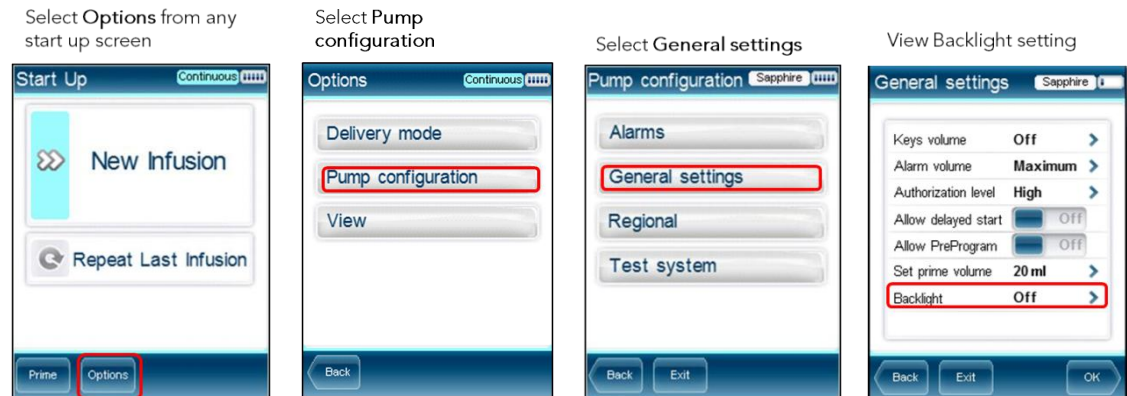 Select Options from any
start up screen
Start Up
Continuous
New Infusion
Repeat Last Infusion
Prime
Options
Select Pump
configuration
Options
Continuous
Delivery mode
Pump configuration
View
Back
Select General settings
Pump configuration
Sapphire
Alarms
General settings
Regional
Test system
Back
Exit
View Backlight setting
General settings
Sapphire
Keys volume Off
Alarm volume Maximum
Authorization level High
Allow delayed start Off
Allow PreProgram Off
Set prime volume 20 ml
Backlight Off
Back
Exit
OK